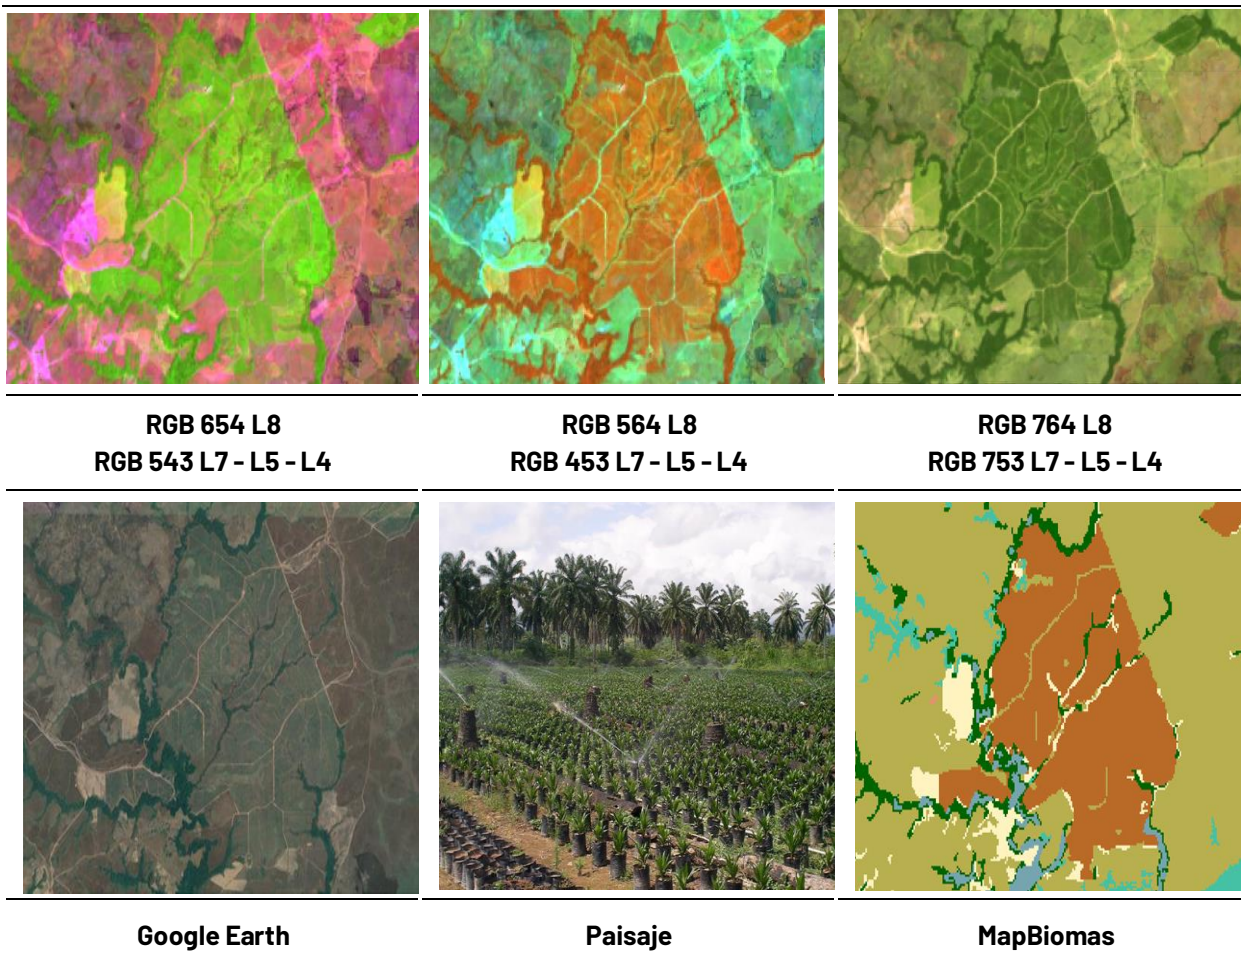 RGB 654 L8
RGB 543 L7 - L5 - L4
RGB 564 L8
RGB 453 L7 - L5 - L4
RGB 764 L8
RGB 753 L7 - L5 - L4
Google Earth
Paisaje
MapBiomas